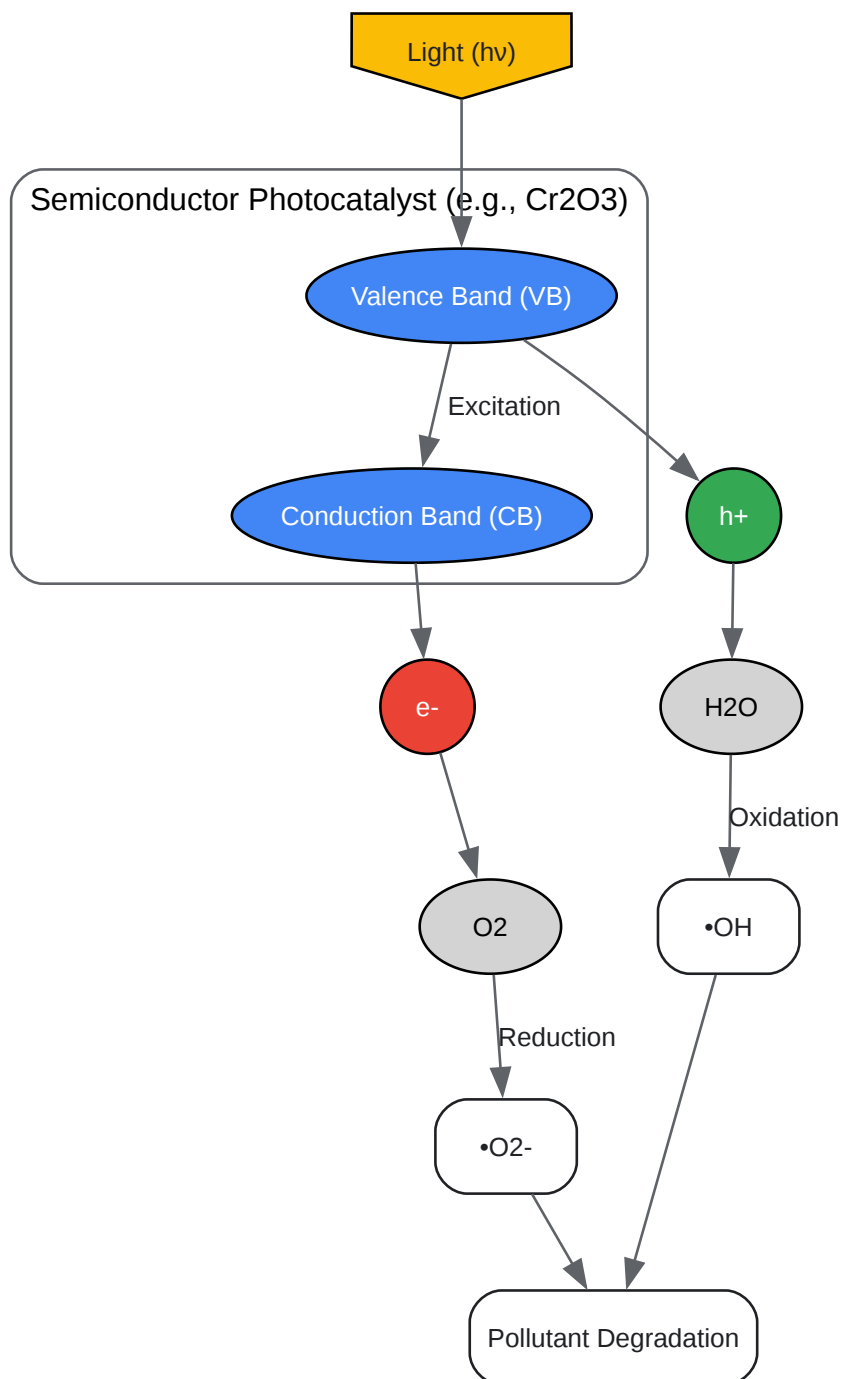 Light (hν)
Semiconductor Photocatalyst (e.g., Cr2O3)
Valence Band (VB)
Excitation
Conduction Band (CB)
h+
e-
H2O
Oxidation
O2
•OH
Reduction
•O2-
Pollutant Degradation